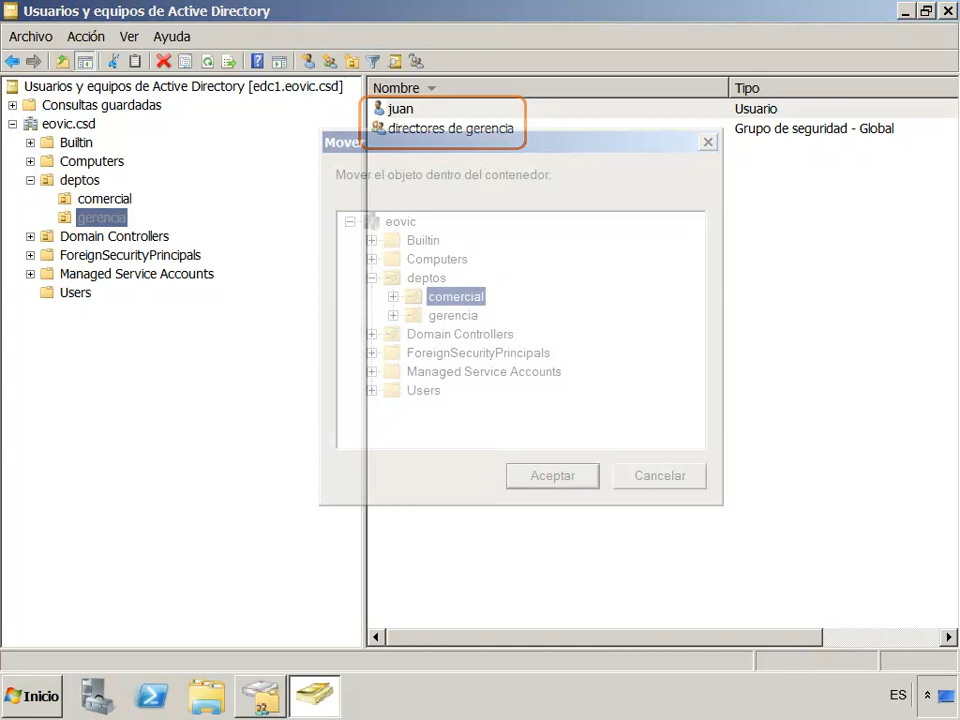 Usuarios y equipos de Active Directory
Archivo Acción Ver Ayuda
Usuarios y equipos de Active Directory [edc1.eovic.csd]
Consultas guardadas
eovic.csd
Builtin
Computers
deptos
comercial
gerencia
Domain Controllers
ForeignSecurityPrincipals
Managed Service Accounts
Users
Nombre Tipo
juan Usuario
directores de gerencia Grupo de seguridad - Global
Mover
Mover el objeto dentro del contenedor:
eovic
Builtin
Computers
deptos
comercial
gerencia
Domain Controllers
ForeignSecurityPrincipals
Managed Service Accounts
Users
Aceptar Cancelar
Inicio ES